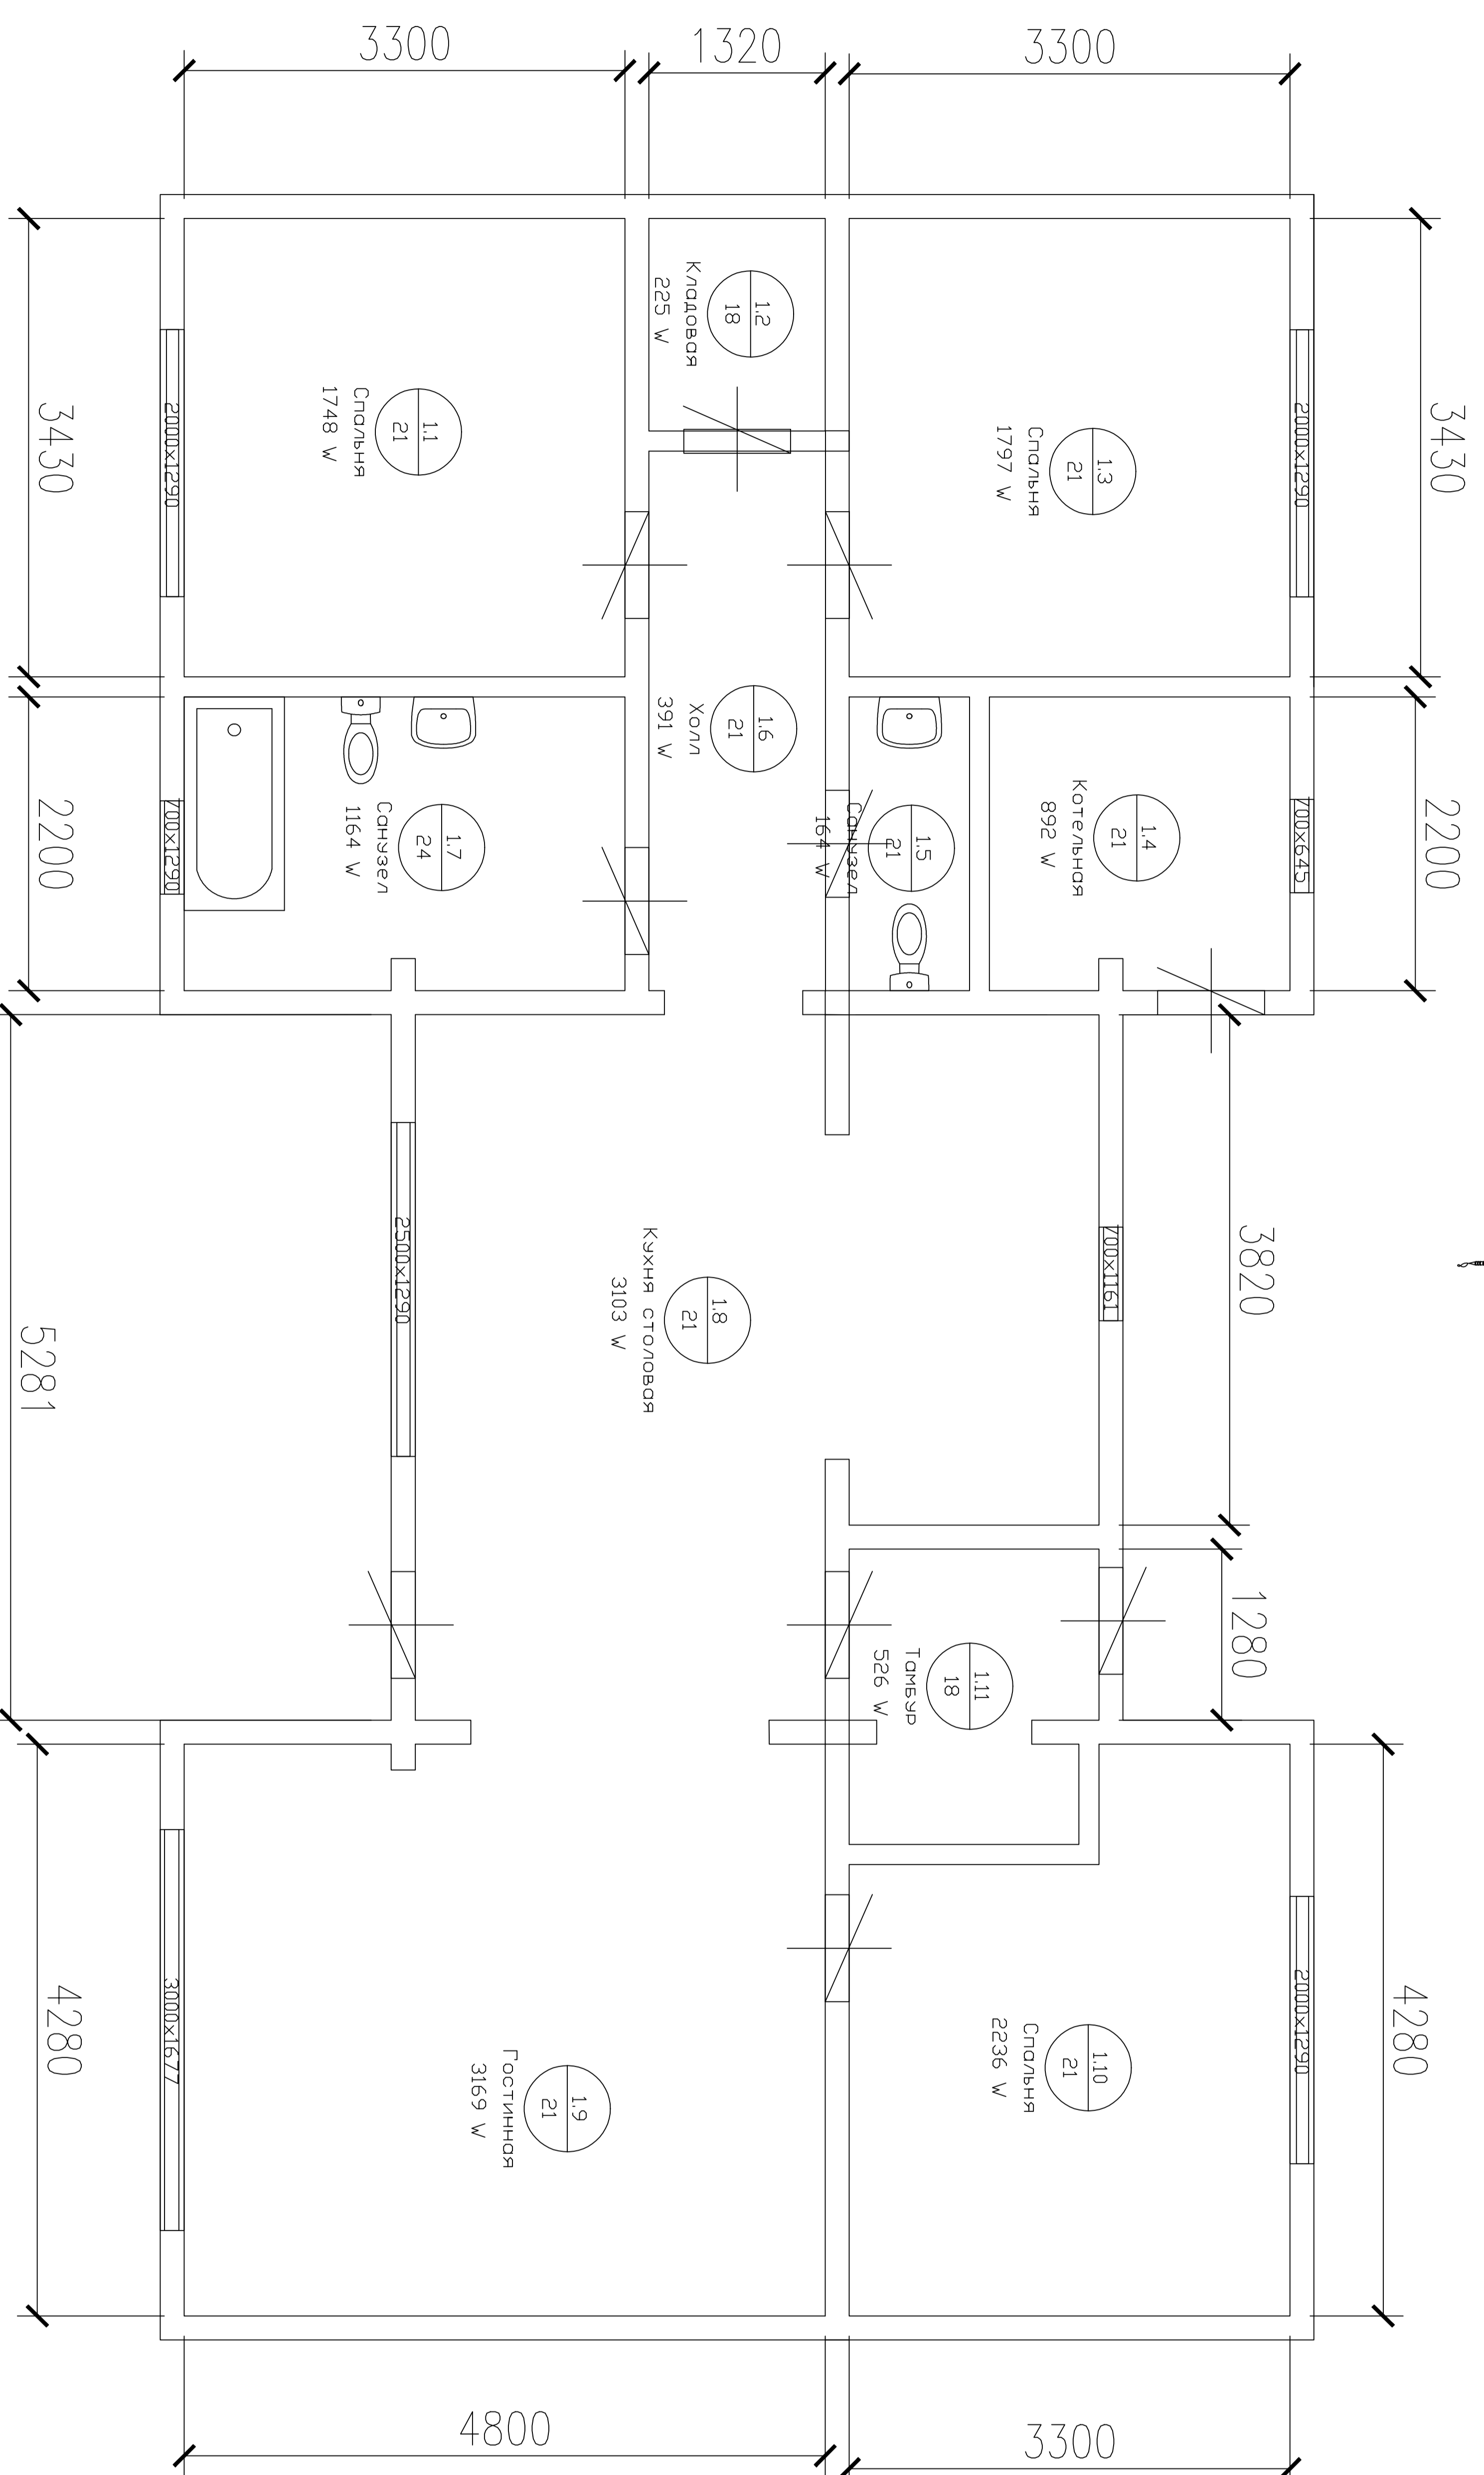 3300
1320
3300
3430
3430
2000x1290
2000x1290
1.2
18
Кладовая
225 W
1.1
21
Спальня
1748 W
1.3
21
Спальня
1797 W
1.6
21
Холл
391 W
2200
2200
700x1290
700x645
1.7
24
Санузел
1164 W
1.5
21
Санузел
164 W
1.4
21
Котельная
892 W
5281
3820
2500x1290
700x1161
1.8
21
Кухня столовая
3103 W
1280
1.11
18
Тамбур
526 W
4280
4280
3000x1677
2000x1290
1.9
21
Гостинная
3169 W
1.10
21
Спальня
2236 W
4800
3300